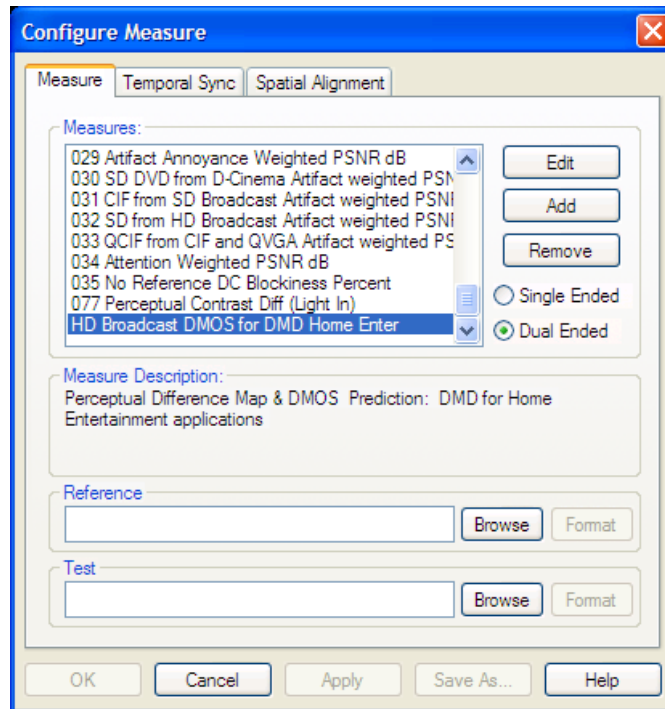 Configure Measure
Measure
Temporal Sync
Spatial Alignment
Measures:
029 Artifact Annoyance Weighted PSNR dB
030 SD DVD from D-Cinema Artifact weighted PSN
031 CIF from SD Broadcast Artifact weighted PSN
032 SD from HD Broadcast Artifact weighted PSN
033 QCIF from CIF and QVGA Artifact weighted PS
034 Attention Weighted PSNR dB
035 No Reference DC Blockiness Percent
077 Perceptual Contrast Diff (Light In)
HD Broadcast DMOS for DMD Home Enter
Edit
Add
Remove
Single Ended
Dual Ended
Measure Description:
Perceptual Difference Map & DMOS Prediction: DMD for Home
Entertainment applications
Reference
Browse
Format
Test
Browse
Format
OK
Cancel
Apply
Save As...
Help